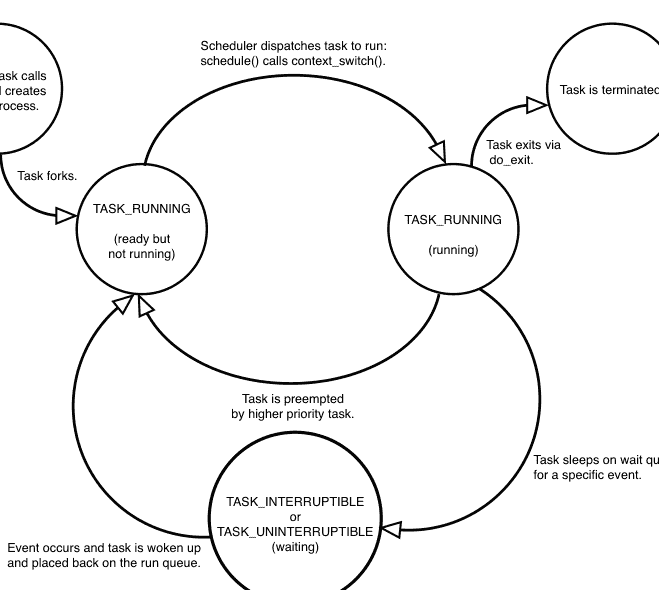 Scheduler dispatches task to run:
schedule() calls context_switch().
ask calls
creates
rocess.
Task is terminated
Task exits via
do_exit.
Task forks.
TASK_RUNNING
(ready but
not running)
TASK_RUNNING
(running)
Task is preempted
by higher priority task.
Task sleeps on wait qu
for a specific event.
TASK_INTERRUPTIBLE
or
TASK_UNINTERRUPTIBLE
(waiting)
Event occurs and task is woken up
and placed back on the run queue.